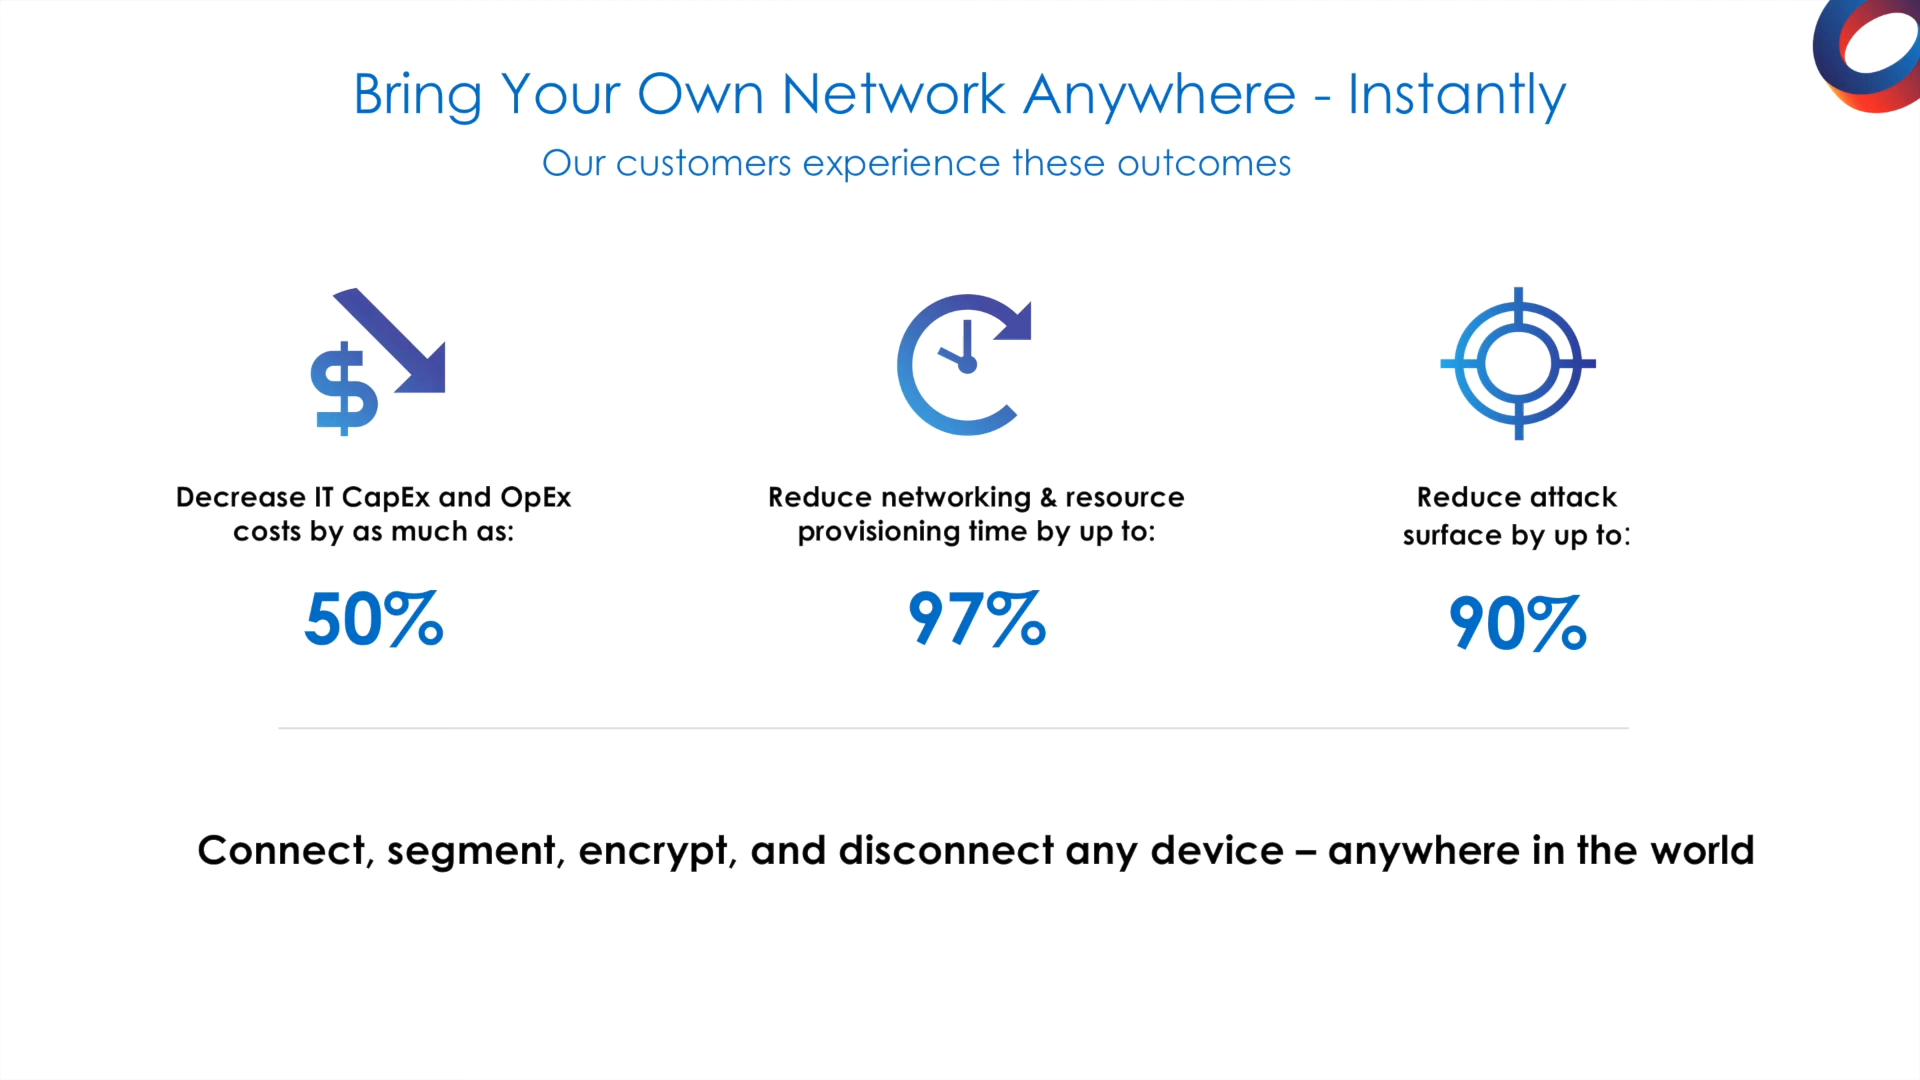 Bring Your Own Network Anywhere - Instantly
Our customers experience these outcomes
Decrease IT CapEx and OpEx
costs by as much as:
50%
Reduce networking & resource
provisioning time by up to:
97%
Reduce attack
surface by up to:
90%
Connect, segment, encrypt, and disconnect any device – anywhere in the world